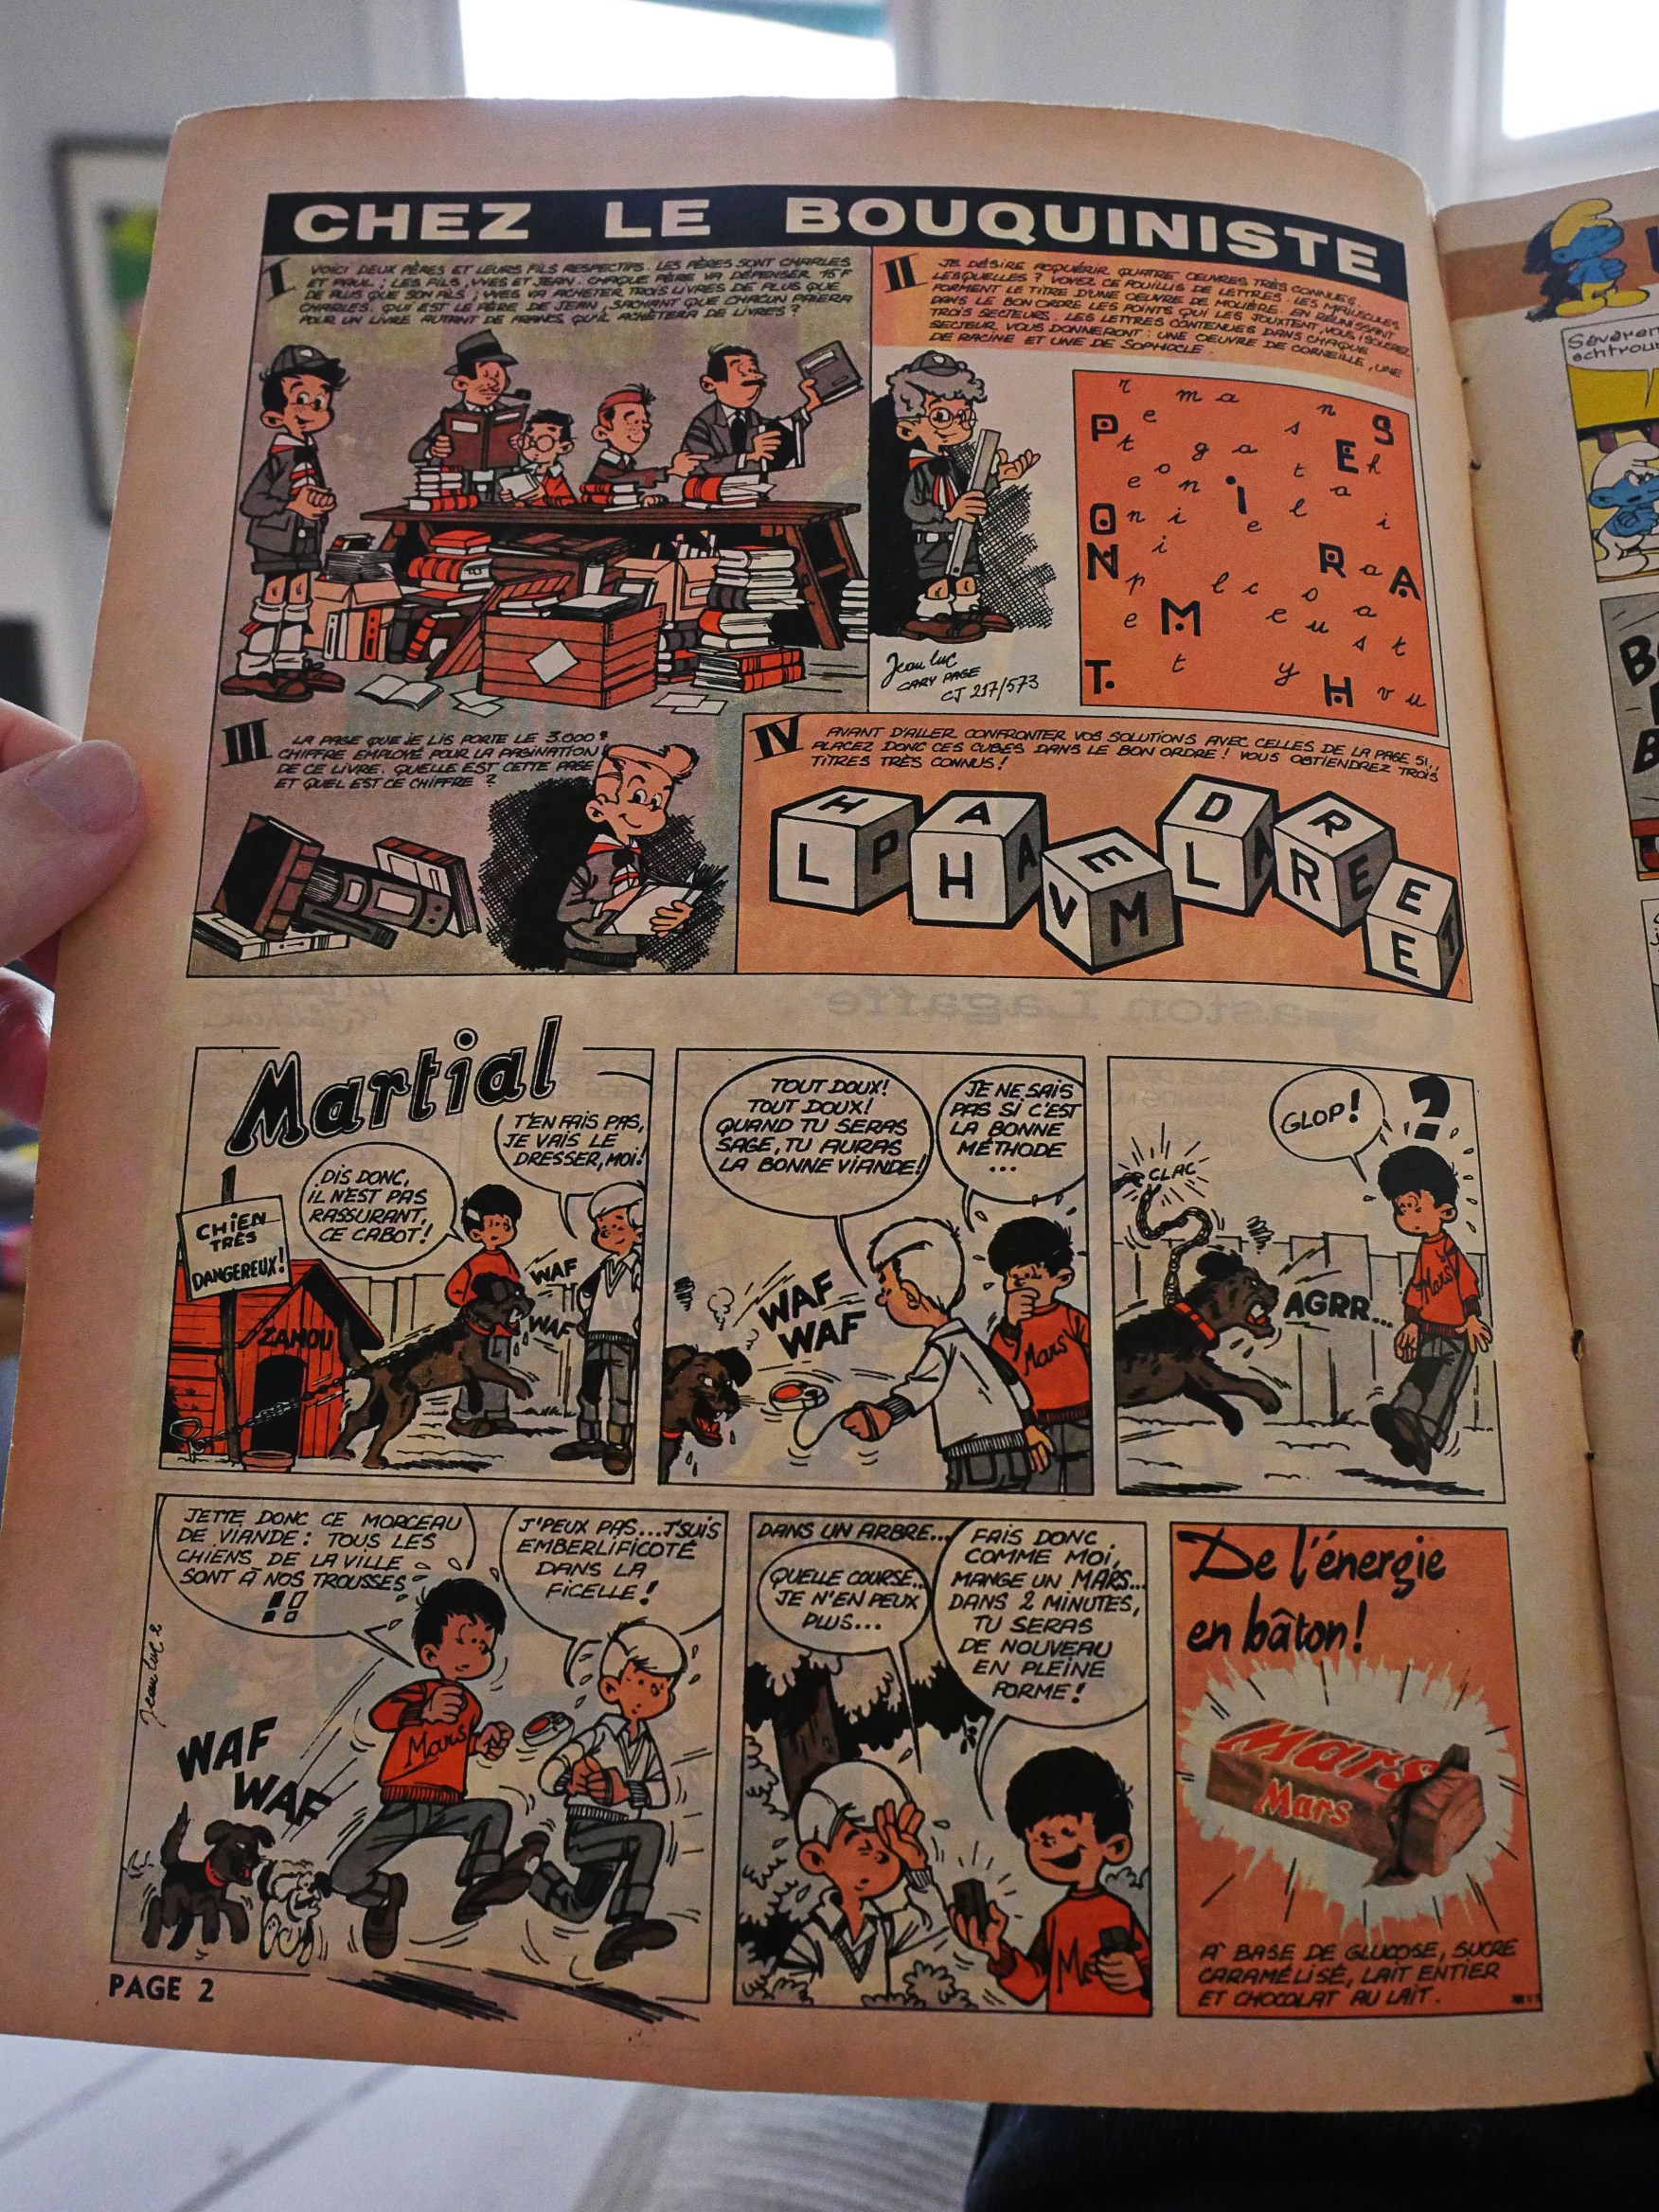 CHEZ LE BOUQUINISTE
I
VOICI DEUX PÈRES ET LEURS FILS RESPECTIFS. LES PÈRES SONT CHARLES
ET PAUL ; LES FILS, YVES ET JEAN. CHAQUE PÈRE VA DÉPENSER 15 F
DE PLUS QUE SON FILS ; YVES VA ACHETER TROIS LIVRES DE PLUS QUE
CHARLES. QUI EST LE PÈRE DE JEAN, SACHANT QUE CHACUN PAIERA
POUR UN LIVRE AUTANT DE FRANCS QU'IL ACHÈTERA DE LIVRES ?
II
JE DÉSIRE ACQUÉRIR QUATRE OEUVRES TRÈS CONNUES.
LESQUELLES ? VOYEZ CE FOUILLIS DE LETTRES. LES MAJUSCULES
FORMENT LE TITRE D'UNE OEUVRE DE MOLIÈRE. EN RÉUNISSANT
DANS LE BON ORDRE LES POINTS QUI LES JOUXTENT, VOUS ISOLEREZ
TROIS SECTEURS. LES LETTRES CONTENUES DANS CHAQUE
SECTEUR VOUS DONNERONT : UNE OEUVRE DE CORNEILLE, UNE
DE RACINE ET UNE DE SOPHOCLE.
r m a n
e s S
P t g a E h
o t
e n i a
O n i e l i
N i R a A
p l c o a
e M e u s t
t y
T H v u
Jean luc
CARY PAGE
CJ 217/573
III
LA PAGE QUE JE LIS PORTE LE 3.000e
CHIFFRE EMPLOYÉ POUR LA PAGINATION
DE CE LIVRE. QUELLE EST CETTE PAGE
ET QUEL EST CE CHIFFRE ?
IV
AVANT D'ALLER CONFRONTER VOS SOLUTIONS AVEC CELLES DE LA PAGE 51,
PLACEZ DONC CES CUBES DANS LE BON ORDRE ! VOUS OBTIENDREZ TROIS
TITRES TRÈS CONNUS !
H A E D R E
L P H A V M L A R E E T
Martial
DIS DONC,
IL N'EST PAS
RASSURANT,
CE CABOT !
T'EN FAIS PAS,
JE VAIS LE
DRESSER, MOI !
CHIEN
TRÈS
DANGEREUX !
ZAMOU
WAF
WAF
TOUT DOUX !
TOUT DOUX !
QUAND TU SERAS
SAGE, TU AURAS
LA BONNE VIANDE !
JE NE SAIS
PAS SI C'EST
LA BONNE
MÉTHODE
...
WAF
WAF
Mars
GLOP !
?
CLAC
AGRR...
Mars
JETTE DONC CE MORCEAU
DE VIANDE : TOUS LES
CHIENS DE LA VILLE
SONT À NOS TROUSSES
!!
J'PEUX PAS... J'SUIS
EMBERLIFICOTÉ
DANS LA
FICELLE !
WAF
WAF
Mars
Jean luc
DANS UN ARBRE...
QUELLE COURSE...
JE N'EN PEUX
PLUS...
FAIS DONC
COMME MOI,
MANGE UN MARS...
DANS 2 MINUTES,
TU SERAS
DE NOUVEAU
EN PLEINE
FORME !
M
De l'énergie
en bâton !
Mars
Mars
À BASE DE GLUCOSE, SUCRE
CARAMÉLISÉ, LAIT ENTIER
ET CHOCOLAT AU LAIT.
PAGE 2